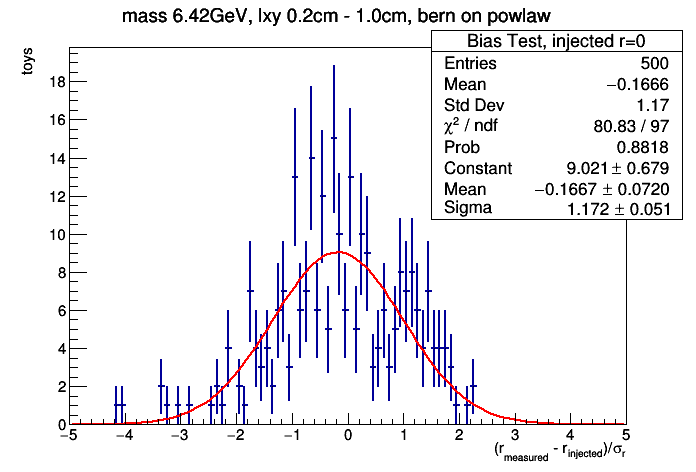 mass 6.42GeV, lxy 0.2cm - 1.0cm, bern on powlaw
toys
Bias Test, injected r=0
Entries 500
Mean −0.1666
Std Dev 1.17
χ² / ndf 80.83 / 97
Prob 0.8818
Constant 9.021 ± 0.679
Mean −0.1667 ± 0.0720
Sigma 1.172 ± 0.051
18
16
14
12
10
8
6
4
2
0
−5 −4 −3 −2 −1 0 1 2 3 4 5
(r_measured - r_injected)/σ_r